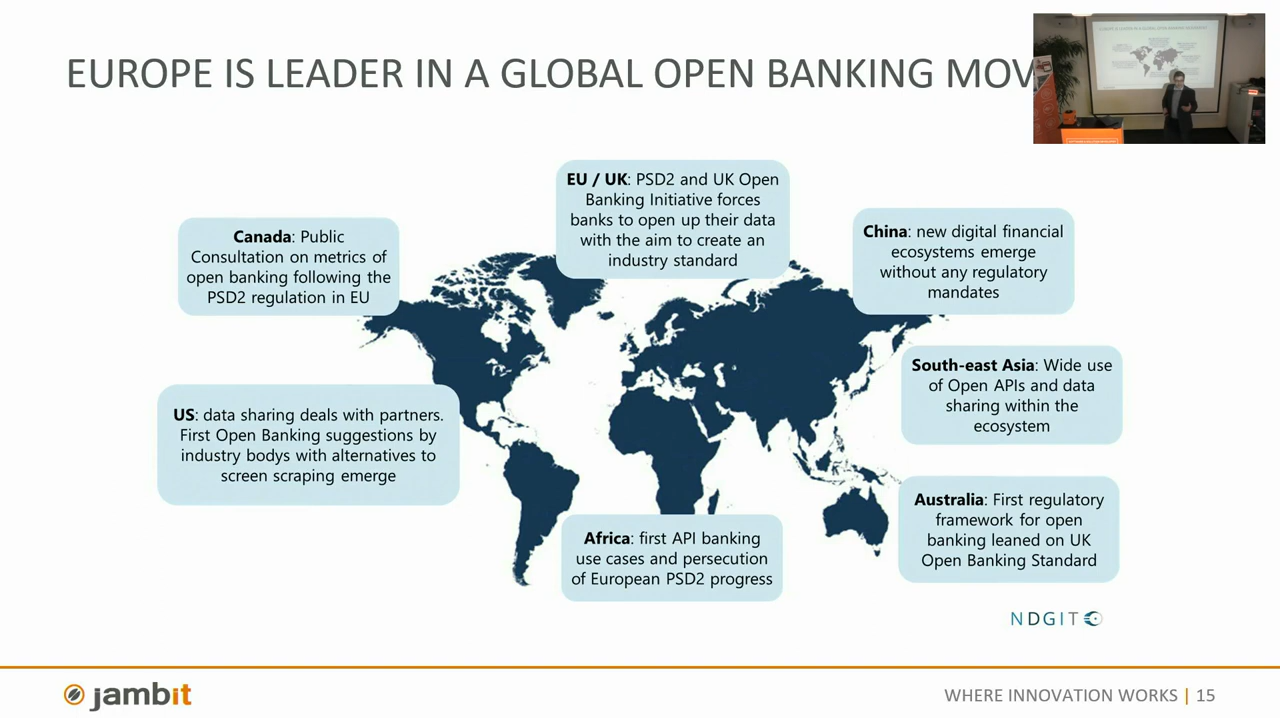 EUROPE IS LEADER IN A GLOBAL OPEN BANKING MOV
EU / UK: PSD2 and UK Open
Banking Initiative forces
banks to open up their data
with the aim to create an
industry standard
Canada: Public
Consultation on metrics of
open banking following the
PSD2 regulation in EU
China: new digital financial
ecosystems emerge
without any regulatory
mandates
South-east Asia: Wide use
of Open APIs and data
sharing within the
ecosystem
US: data sharing deals with partners.
First Open Banking suggestions by
industry bodys with alternatives to
screen scraping emerge
Australia: First regulatory
framework for open
banking leaned on UK
Open Banking Standard
Africa: first API banking
use cases and persecution
of European PSD2 progress
NDGIT
jambit
WHERE INNOVATION WORKS | 15